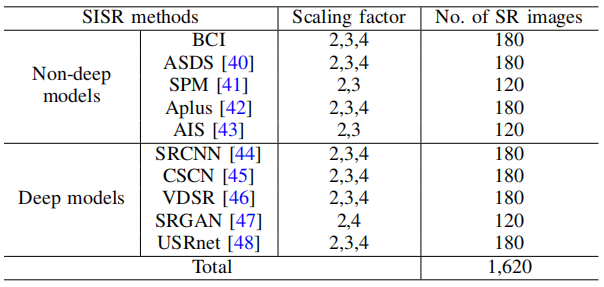 SISR methods Scaling factor No. of SR images
Non-deep models
BCI 2,3,4 180
ASDS [40] 2,3,4 180
SPM [41] 2,3 120
Aplus [42] 2,3,4 180
AIS [43] 2,3 120
Deep models
SRCNN [44] 2,3,4 180
CSCN [45] 2,3,4 180
VDSR [46] 2,3,4 180
SRGAN [47] 2,4 120
USRnet [48] 2,3,4 180
Total 1,620